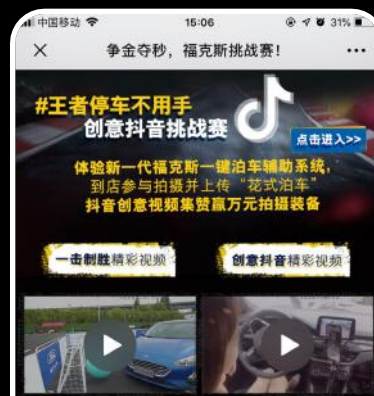 中国移动
15:06
31%
争金夺秒，福克斯挑战赛！
#王者停车不用手
创意抖音挑战赛
点击进入>>
体验新一代福克斯一键泊车辅助系统，
到店参与拍摄并上传“花式泊车”
抖音创意视频集赞赢万元拍摄装备
一击制胜精彩视频
创意抖音精彩视频